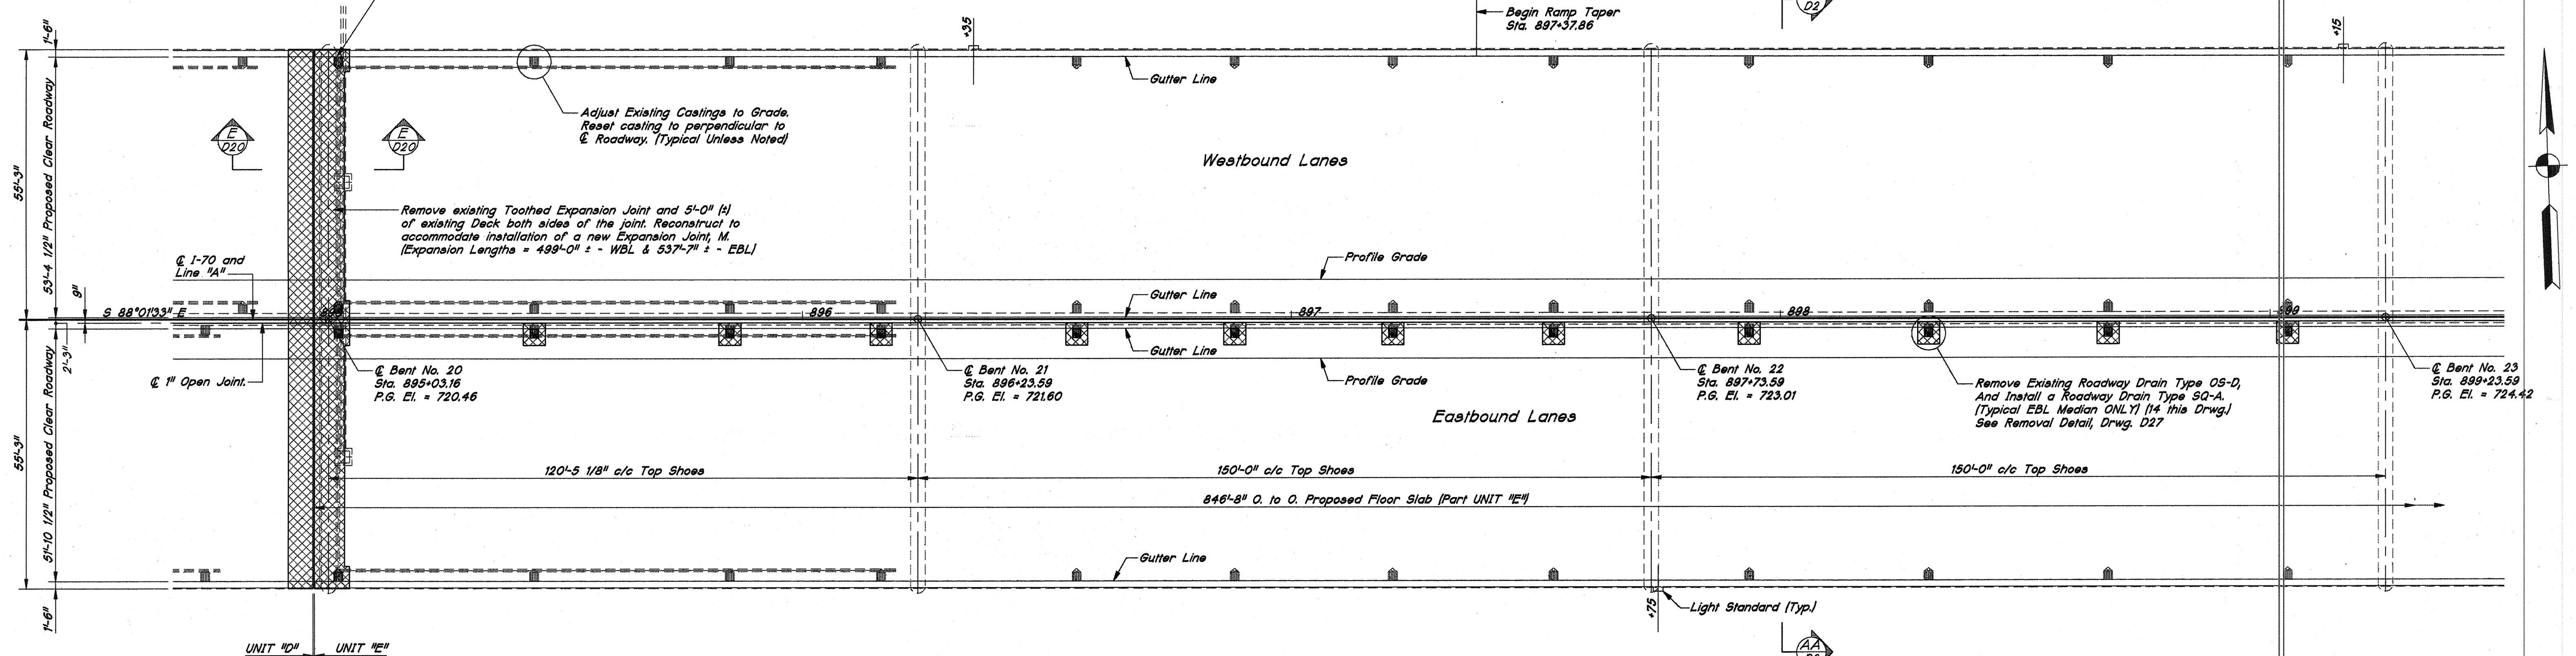 Begin Ramp Taper
Sta. 897+37.86
D2
+35
+15
1'-6"
55'-3"
53'-4 1/2" Proposed Clear Roadway
Gutter Line
Adjust Existing Castings to Grade.
Reset casting to perpendicular to
℄ Roadway. (Typical Unless Noted)
E
D20
E
D20
Westbound Lanes
Remove existing Toothed Expansion Joint and 5'-0" (±)
of existing Deck both sides of the joint. Reconstruct to
accommodate installation of a new Expansion Joint, M.
(Expansion Lengths = 499'-0" ± - WBL & 537'-7" ± - EBL)
℄ I-70 and
Line "A"
Profile Grade
9"
Gutter Line
S 88°01'33" E
896
897
898
899
2'-3"
Gutter Line
℄ 1" Open Joint.
Profile Grade
℄ Bent No. 20
Sta. 895+03.16
P.G. El. = 720.46
℄ Bent No. 21
Sta. 896+23.59
P.G. El. = 721.60
℄ Bent No. 22
Sta. 897+73.59
P.G. El. = 723.01
℄ Bent No. 23
Sta. 899+23.59
P.G. El. = 724.42
Remove Existing Roadway Drain Type OS-D,
And Install a Roadway Drain Type SQ-A.
(Typical EBL Median ONLY) (14 this Drwg.)
See Removal Detail, Drwg. D27
Eastbound Lanes
55'-3"
51'-10 1/2" Proposed Clear Roadway
120'-5 1/8" c/c Top Shoes
150'-0" c/c Top Shoes
150'-0" c/c Top Shoes
846'-8" O. to O. Proposed Floor Slab (Part UNIT "E")
Gutter Line
1'-6"
+75
Light Standard (Typ.)
UNIT "D"
UNIT "E"
AA